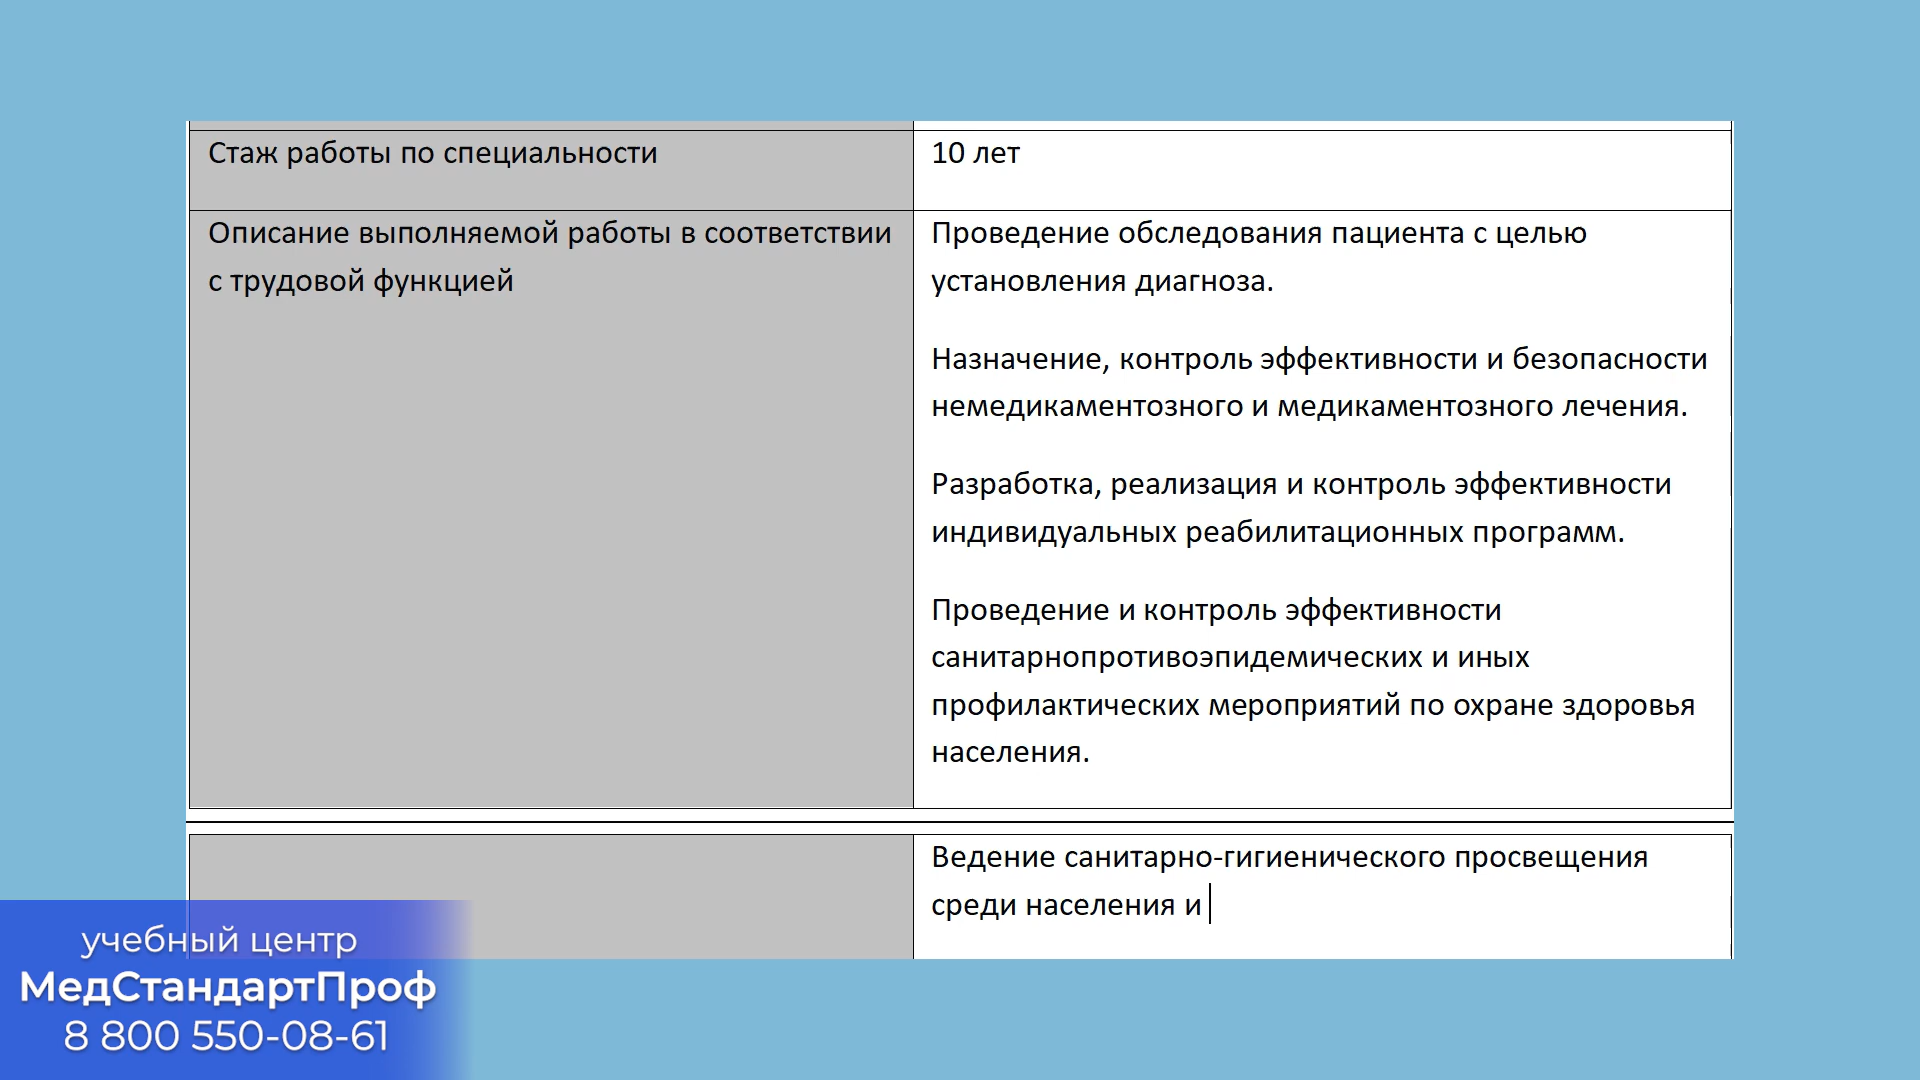 Стаж работы по специальности
10 лет
Описание выполняемой работы в соответствии
с трудовой функцией
Проведение обследования пациента с целью
установления диагноза.
Назначение, контроль эффективности и безопасности
немедикаментозного и медикаментозного лечения.
Разработка, реализация и контроль эффективности
индивидуальных реабилитационных программ.
Проведение и контроль эффективности
санитарнопротивоэпидемических и иных
профилактических мероприятий по охране здоровья
населения.
Ведение санитарно-гигиенического просвещения
среди населения и
учебный центр
МедСтандартПроф
8 800 550-08-61